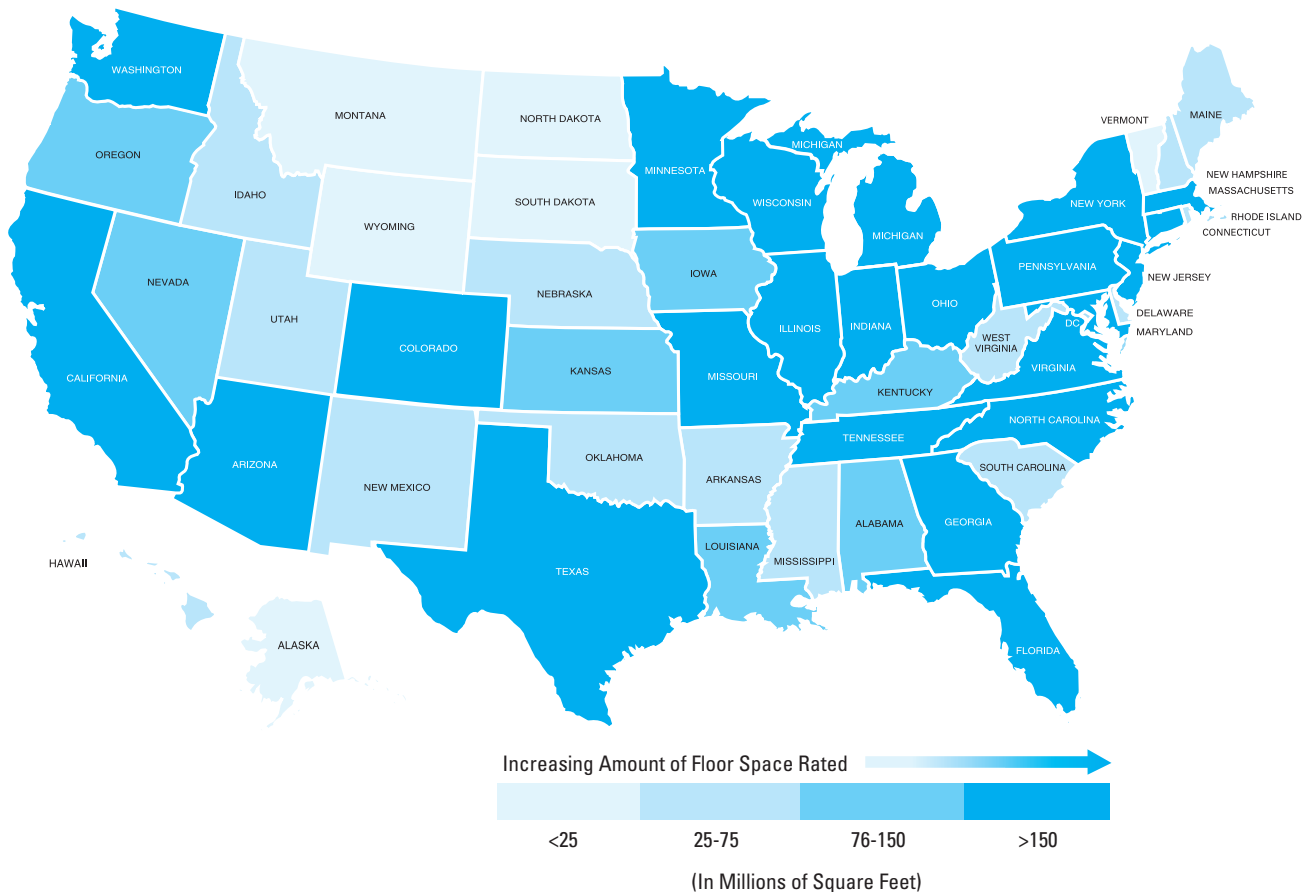 WASHINGTON
MONTANA
NORTH DAKOTA
MINNESOTA
MICHIGAN
VERMONT
MAINE
OREGON
IDAHO
SOUTH DAKOTA
WISCONSIN
NEW HAMPSHIRE
MASSACHUSETTS
WYOMING
MICHIGAN
NEW YORK
RHODE ISLAND
CONNECTICUT
NEVADA
IOWA
PENNSYLVANIA
NEW JERSEY
NEBRASKA
UTAH
ILLINOIS
INDIANA
OHIO
DELAWARE
DC
MARYLAND
WEST
VIRGINIA
COLORADO
CALIFORNIA
KANSAS
MISSOURI
VIRGINIA
KENTUCKY
NORTH CAROLINA
TENNESSEE
ARIZONA
OKLAHOMA
SOUTH CAROLINA
NEW MEXICO
ARKANSAS
ALABAMA
GEORGIA
LOUISIANA
MISSISSIPPI
HAWAII
TEXAS
ALASKA
FLORIDA
Increasing Amount of Floor Space Rated
<25
25-75
76-150
>150
(In Millions of Square Feet)